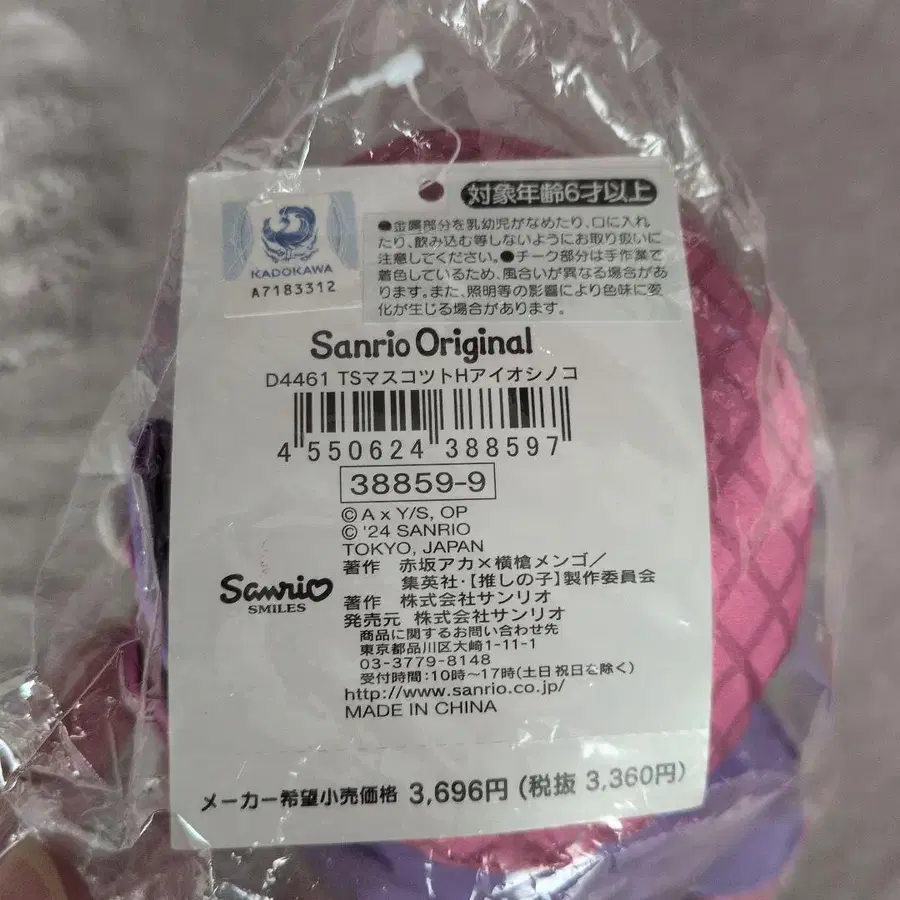 対象年齢6才以上
KADOKAWA
A7183312
●金属部分を乳幼児がなめたり、口に入れ
たり、飲み込む等しないようにお取り扱いに
注意してください。●チーク部分は手作業で
着色しているため、風合いが異なる場合があ
ります。また、照明等の影響により色味に変
化が生じる場合があります。
Sanrio Original
D4461 TSマスコツトHアイオシノコ
4 550624 388597
38859-9
© A x Y/S, OP
© '24 SANRIO
TOKYO, JAPAN
著作 赤坂アカ×横槍メンゴ/
集英社・【推しの子】製作委員会
Sanrio
SMILES
著作 株式会社サンリオ
発売元 株式会社サンリオ
商品に関するお問い合わせ先
東京都品川区大崎1-11-1
03-3779-8148
受付時間:10時～17時(土日祝日を除く)
http://www.sanrio.co.jp/
MADE IN CHINA
メーカー希望小売価格 3,696円 (税抜 3,360円)